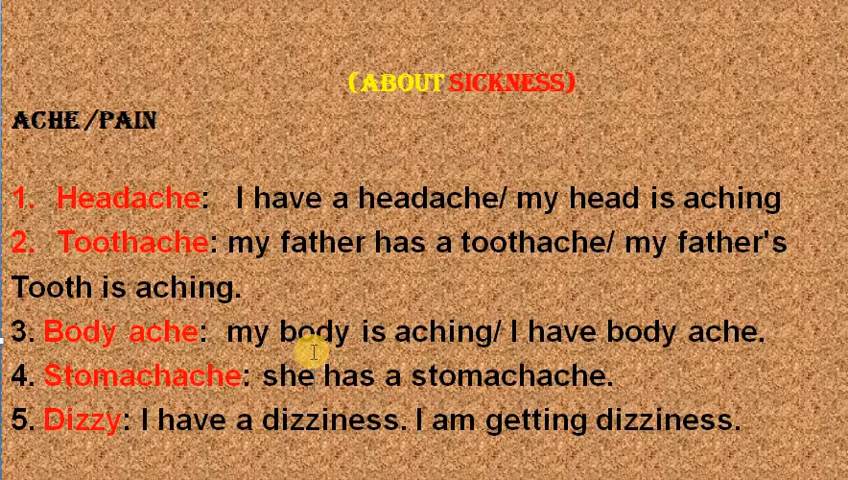 (ABOUT SICKNESS)
ACHE /PAIN
1. Headache: I have a headache/ my head is aching
2. Toothache: my father has a toothache/ my father's
Tooth is aching.
3. Body ache: my body is aching/ I have body ache.
4. Stomachache: she has a stomachache.
5. Dizzy: I have a dizziness. I am getting dizziness.